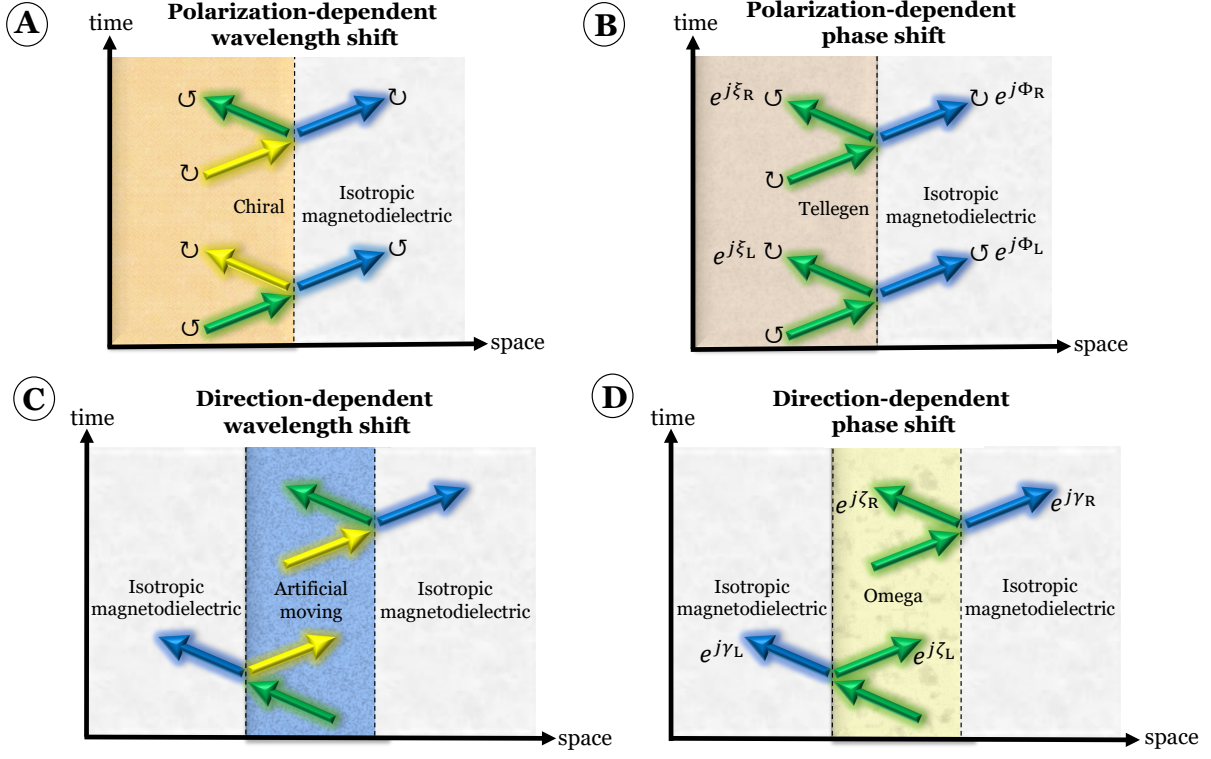 A
Polarization-dependent
wavelength shift
time
↺
↻
↻
Chiral
Isotropic
magnetodielectric
↻
↺
↺
space
B
Polarization-dependent
phase shift
time
e^{jξ_R} ↺
↻ e^{jΦ_R}
↻
Tellegen
Isotropic
magnetodielectric
e^{jξ_L} ↻
↺ e^{jΦ_L}
↺
space
C
Direction-dependent
wavelength shift
time
Isotropic
magnetodielectric
Artificial
moving
Isotropic
magnetodielectric
space
D
Direction-dependent
phase shift
time
e^{jζ_R}
e^{jγ_R}
Isotropic
magnetodielectric
Omega
Isotropic
magnetodielectric
e^{jγ_L}
e^{jζ_L}
space